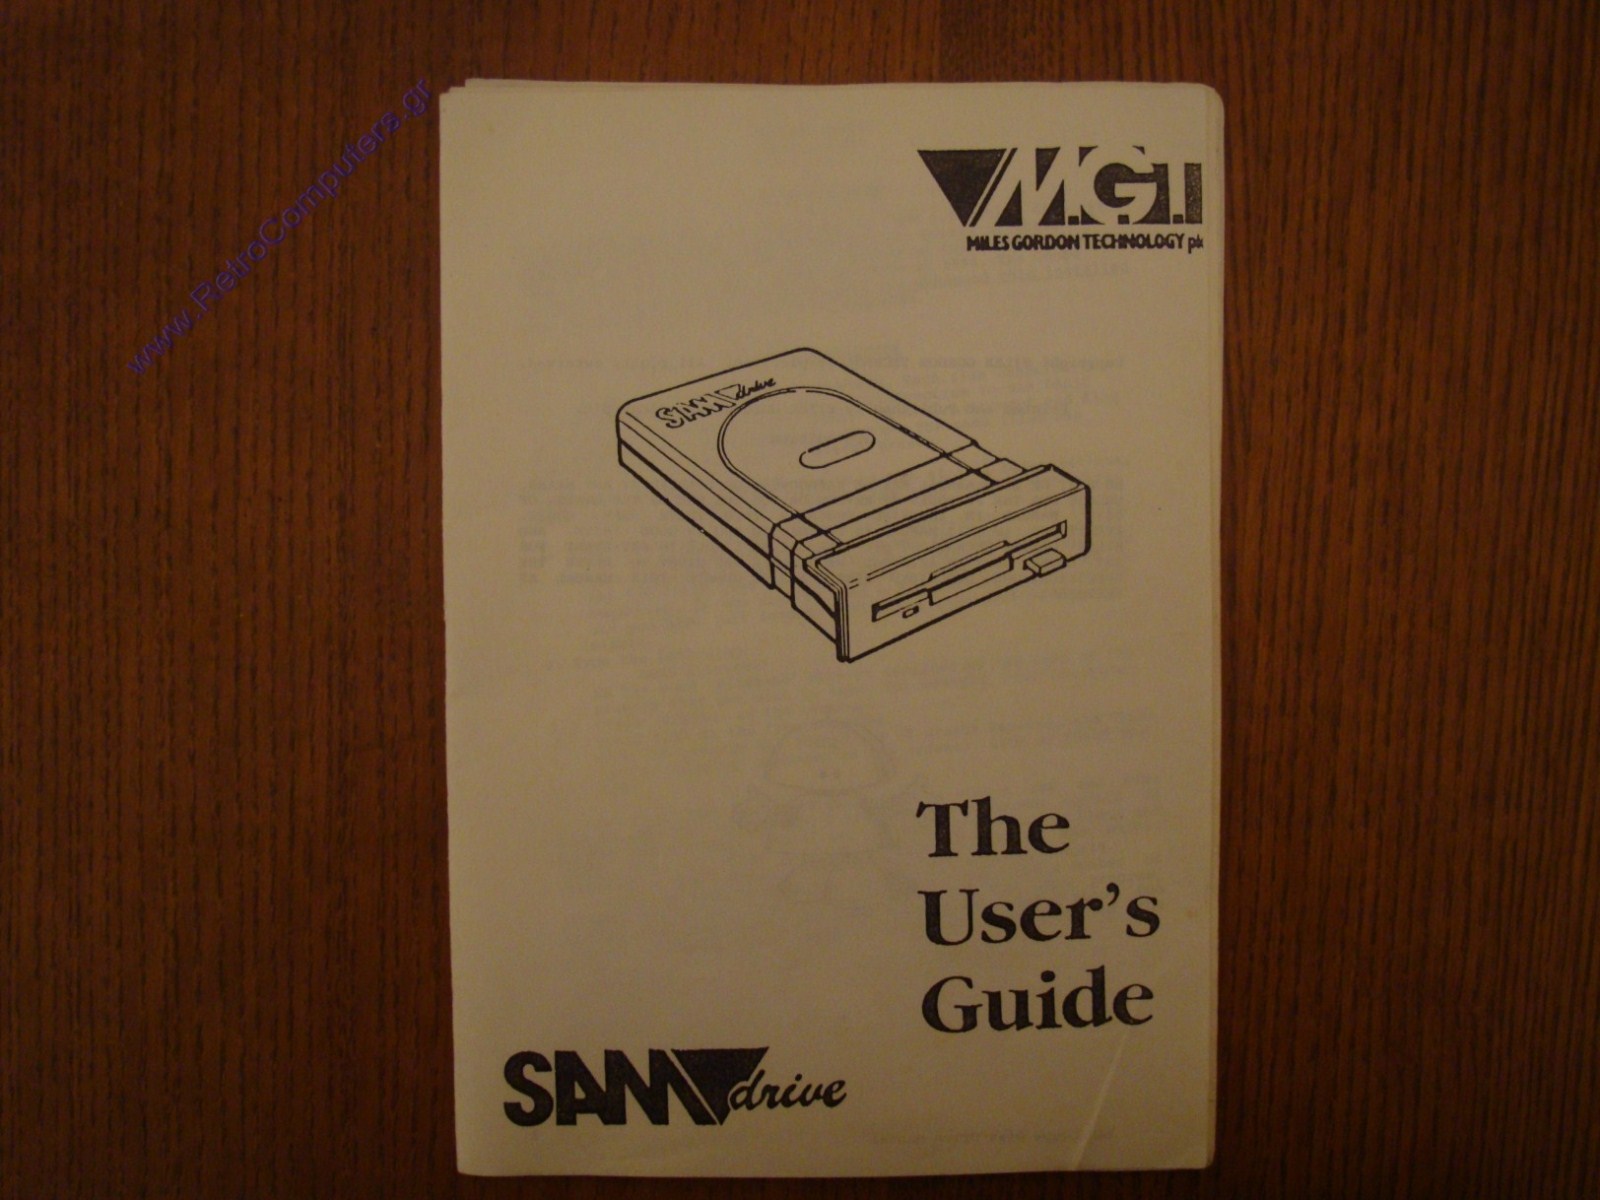 www.RetroComputers.gr
M.G.T.
MILES GORDON TECHNOLOGY plc
SAM drive
The
User's
Guide
SAM drive